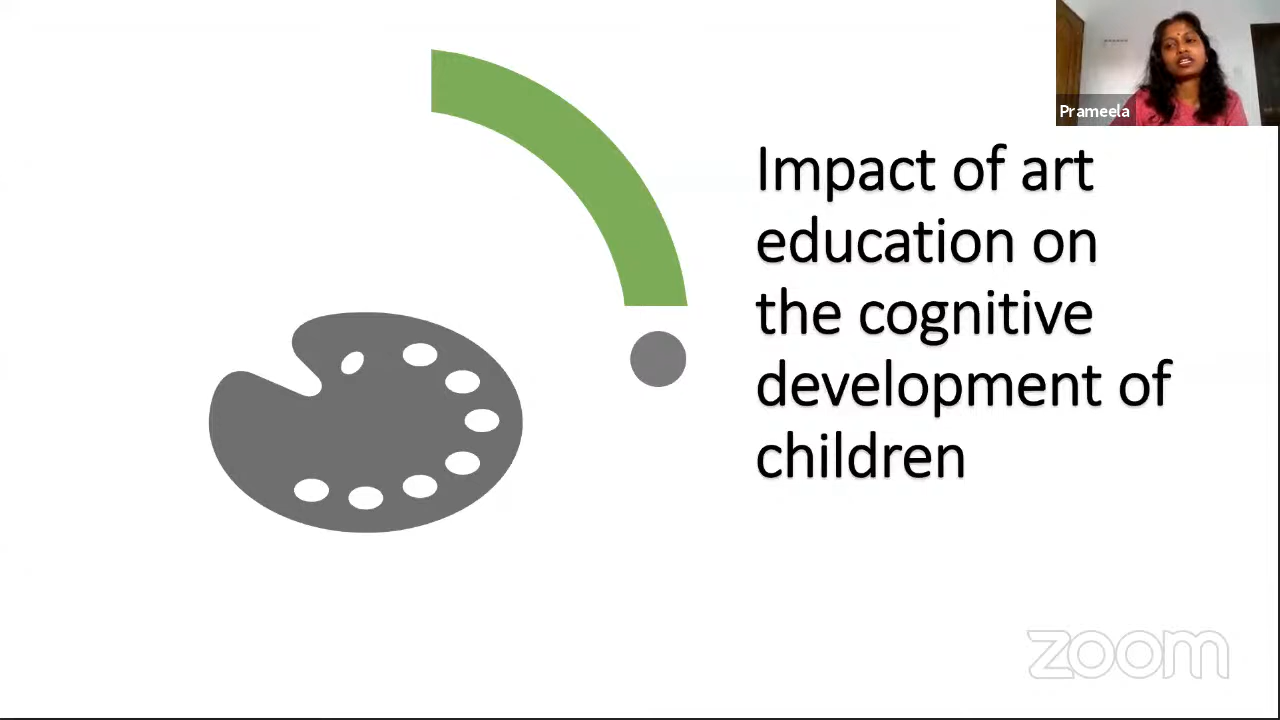 Prameela
Impact of art
education on
the cognitive
development of
children
zoom